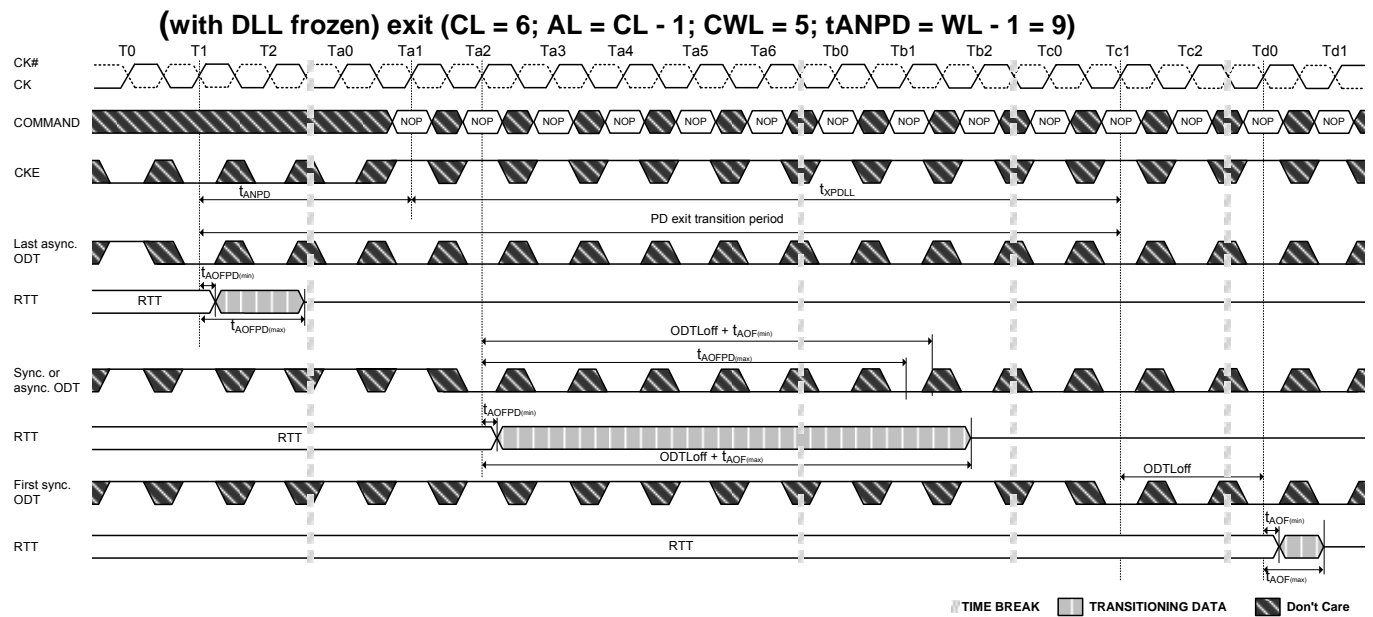 (with DLL frozen) exit (CL = 6; AL = CL - 1; CWL = 5; tANPD = WL - 1 = 9)
T0 T1 T2 Ta0 Ta1 Ta2 Ta3 Ta4 Ta5 Ta6 Tb0 Tb1 Tb2 Tc0 Tc1 Tc2 Td0 Td1
CK#
CK
COMMAND NOP NOP NOP NOP NOP NOP NOP NOP NOP NOP NOP NOP NOP NOP
CKE
tANPD tXPDLL
PD exit transition period
Last async.
ODT
tAOFPD(min)
RTT RTT
tAOFPD(max)
ODTLoff + tAOF(min)
tAOFPD(max)
Sync. or
async. ODT
tAOFPD(min)
RTT RTT
ODTLoff + tAOF(max)
ODTLoff
First sync.
ODT
tAOF(min)
RTT RTT
tAOF(max)
TIME BREAK TRANSITIONING DATA Don't Care